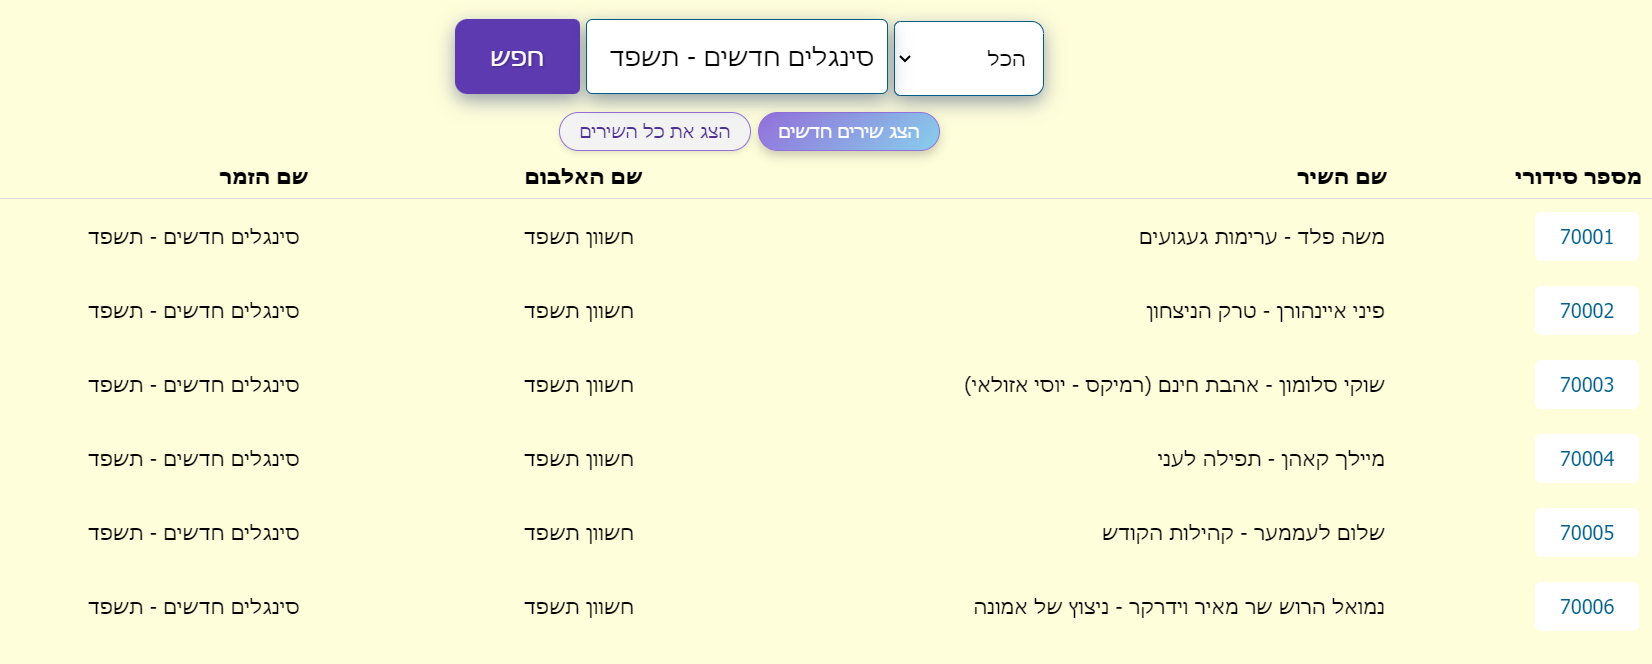 הכל סינגלים חדשים - תשפד חפש
הצג שירים חדשים הצג את כל השירים
מספר סידורי שם השיר שם האלבום שם הזמר
70001 משה פלד - ערימות געגועים חשוון תשפד סינגלים חדשים - תשפד
70002 פיני איינהורן - טרק הניצחון חשוון תשפד סינגלים חדשים - תשפד
70003 שוקי סלומון - אהבת חינם (רמיקס - יוסי אזולאי) חשוון תשפד סינגלים חדשים - תשפד
70004 מיילך קאהן - תפילה לעני חשוון תשפד סינגלים חדשים - תשפד
70005 שלום לעממער - קהילות הקודש חשוון תשפד סינגלים חדשים - תשפד
70006 נמואל הרוש שר מאיר וידרקר - ניצוץ של אמונה חשוון תשפד סינגלים חדשים - תשפד